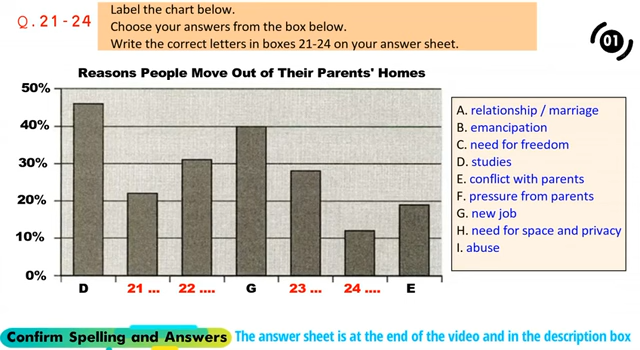 Q.21-24
Label the chart below.
Choose your answers from the box below.
Write the correct letters in boxes 21-24 on your answer sheet.
01
Reasons People Move Out of Their Parents' Homes
50%
40%
30%
20%
10%
0%
D 21 ... 22 .... G 23 ... 24 .... E
A. relationship / marriage
B. emancipation
C. need for freedom
D. studies
E. conflict with parents
F. pressure from parents
G. new job
H. need for space and privacy
I. abuse
Confirm Spelling and Answers The answer sheet is at the end of the video and in the description box